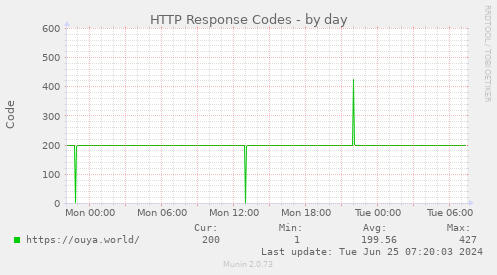 HTTP Response Codes - by day
RRDTOOL / TOBI OETIKER
Code
600
500
400
300
200
100
0
Mon 00:00 Mon 06:00 Mon 12:00 Mon 18:00 Tue 00:00 Tue 06:00
Cur: Min: Avg: Max:
https://ouya.world/ 200 1 199.56 427
Last update: Tue Jun 25 07:20:03 2024
Munin 2.0.73